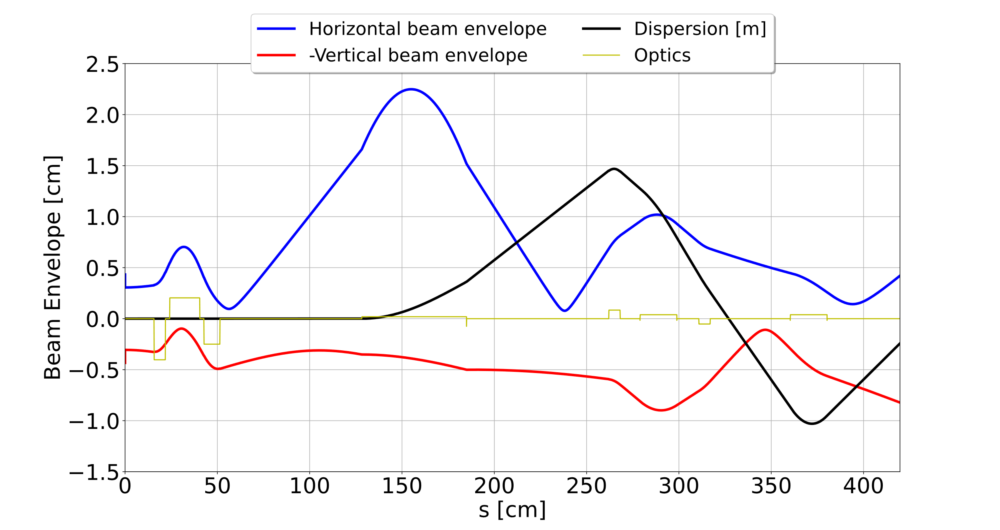 Horizontal beam envelope
-Vertical beam envelope
Dispersion [m]
Optics
Beam Envelope [cm]
2.5
2.0
1.5
1.0
0.5
0.0
−0.5
−1.0
−1.5
0 50 100 150 200 250 300 350 400
s [cm]